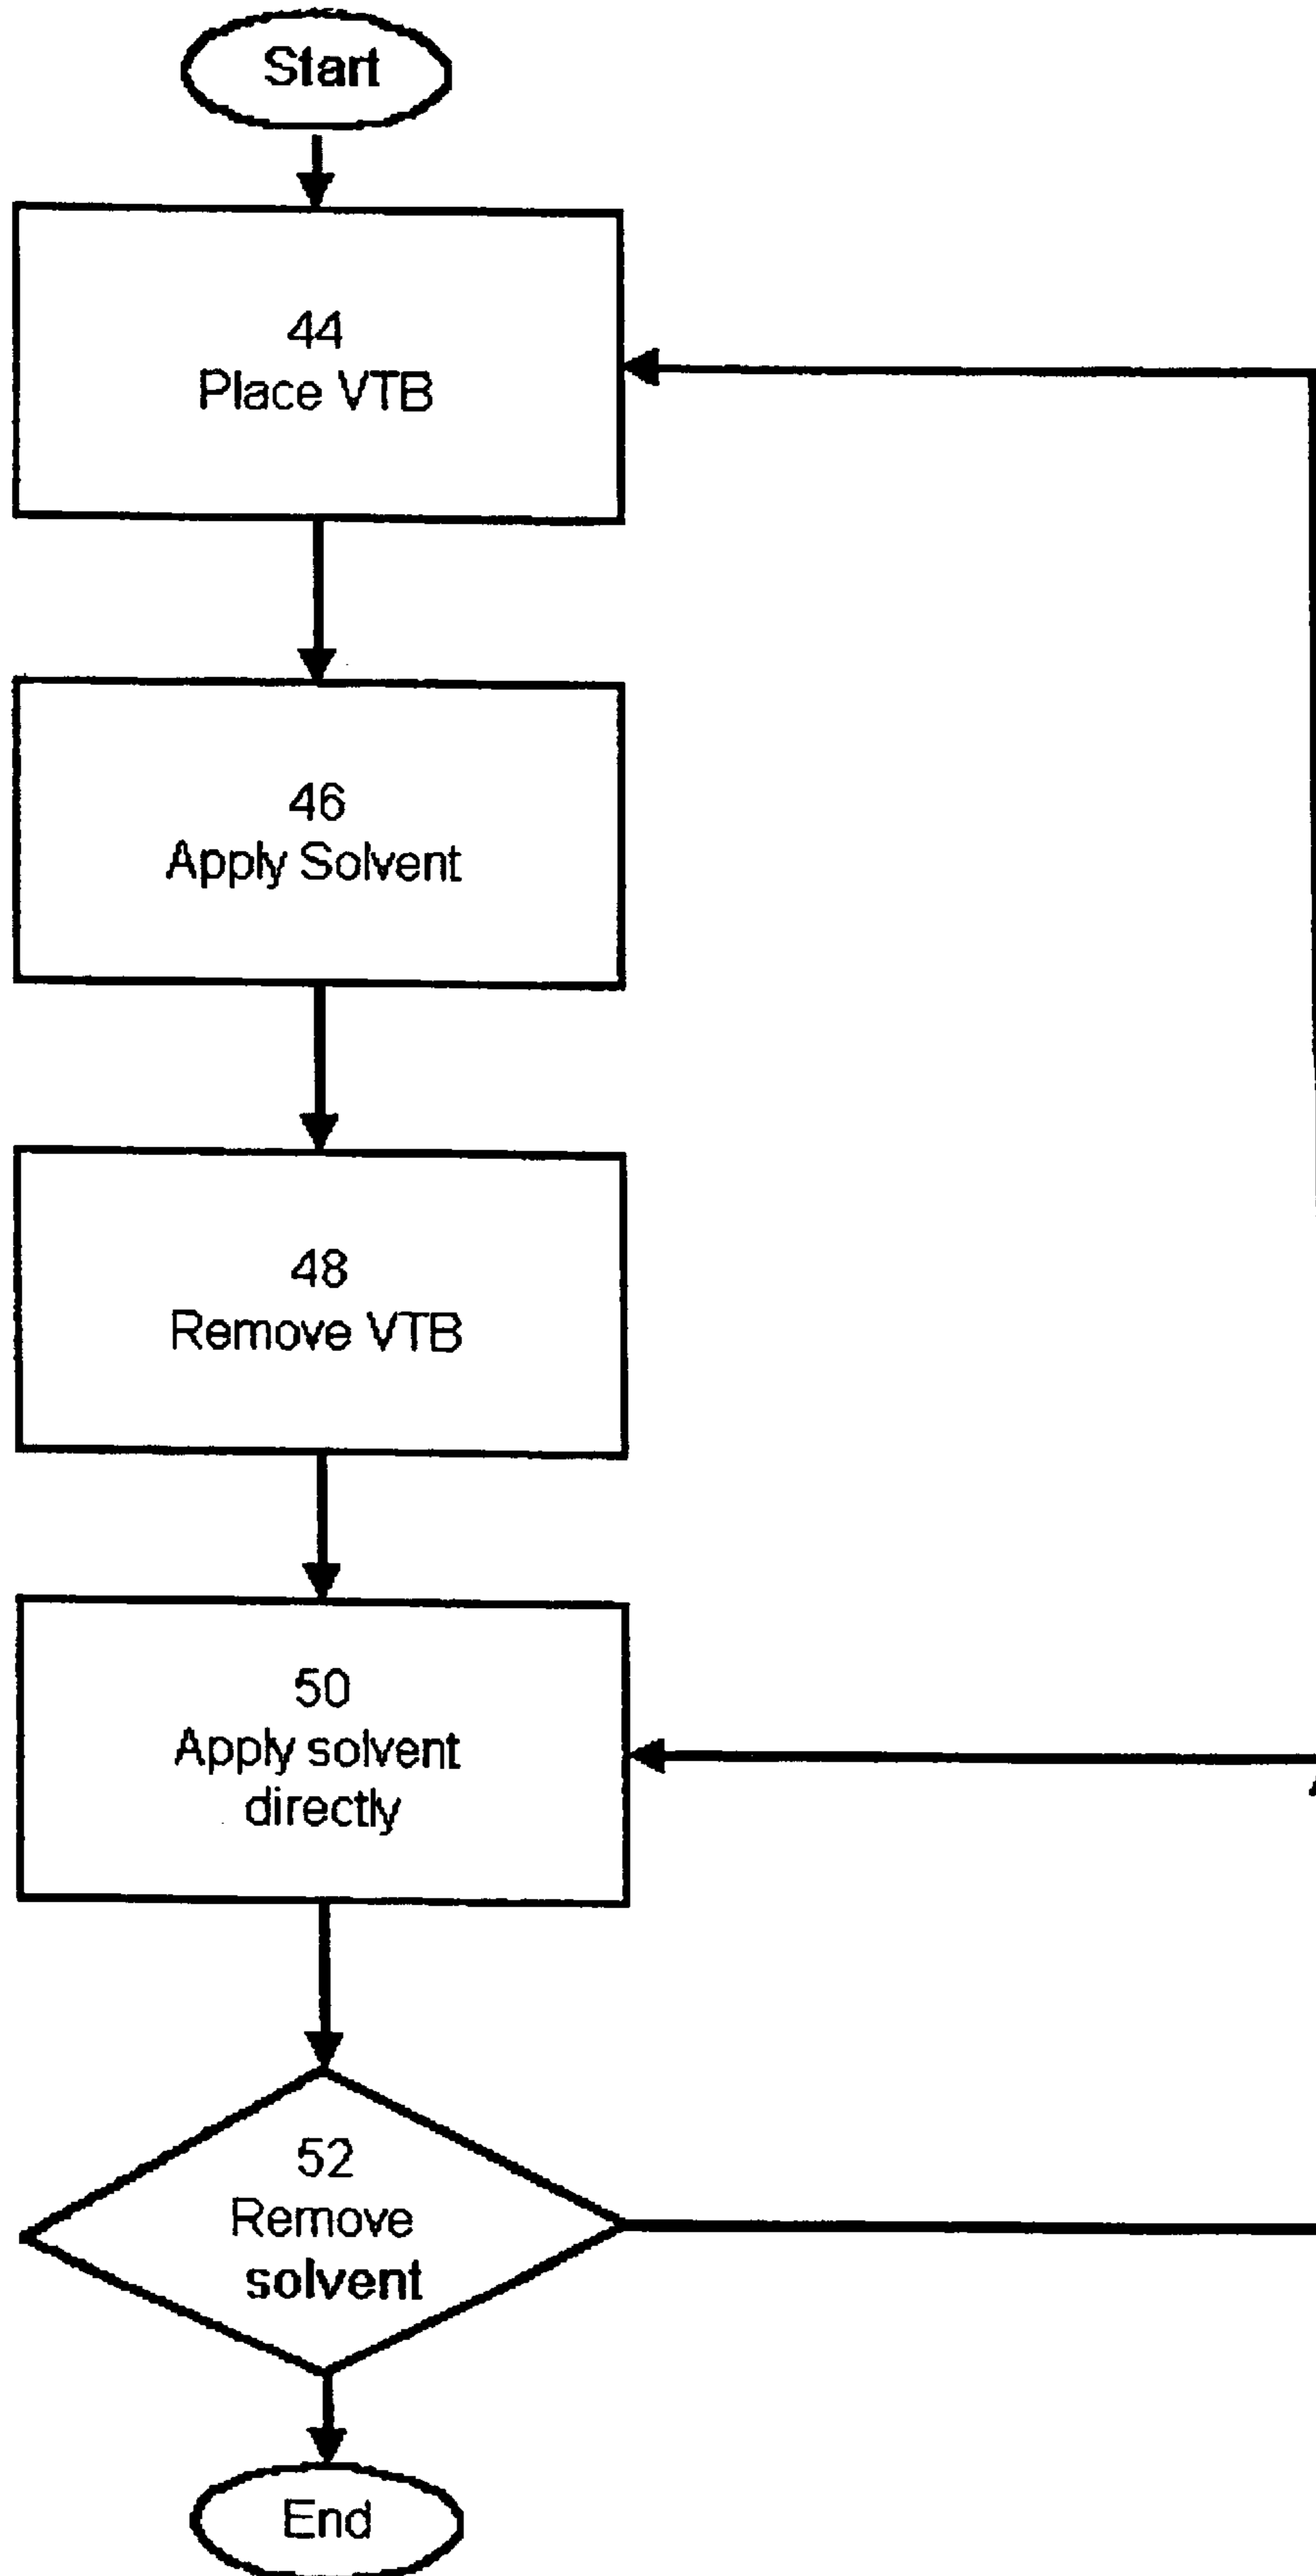 Start
44
Place VTB
46
Apply Solvent
48
Remove VTB
50
Apply solvent
directly
52
Remove
solvent
End